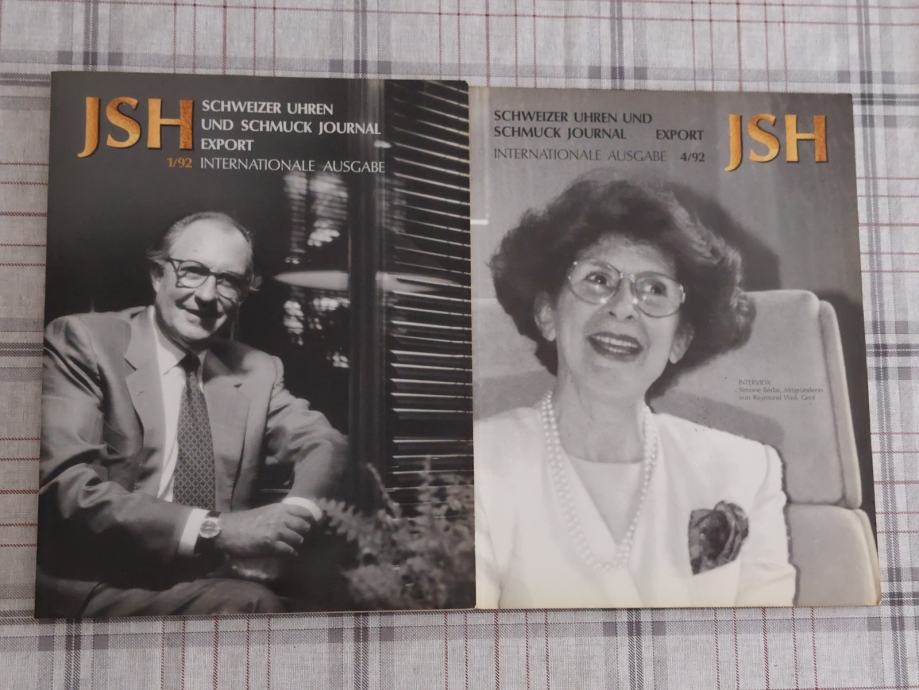 JSH
SCHWEIZER UHREN
UND SCHMUCK JOURNAL
EXPORT
1/92 INTERNATIONALE AUSGABE
SCHWEIZER UHREN UND
SCHMUCK JOURNAL EXPORT
INTERNATIONALE AUSGABE 4/92
JSH
INTERVIEW
Simone Bédat, Mitgründerin
von Raymond Weil, Genf